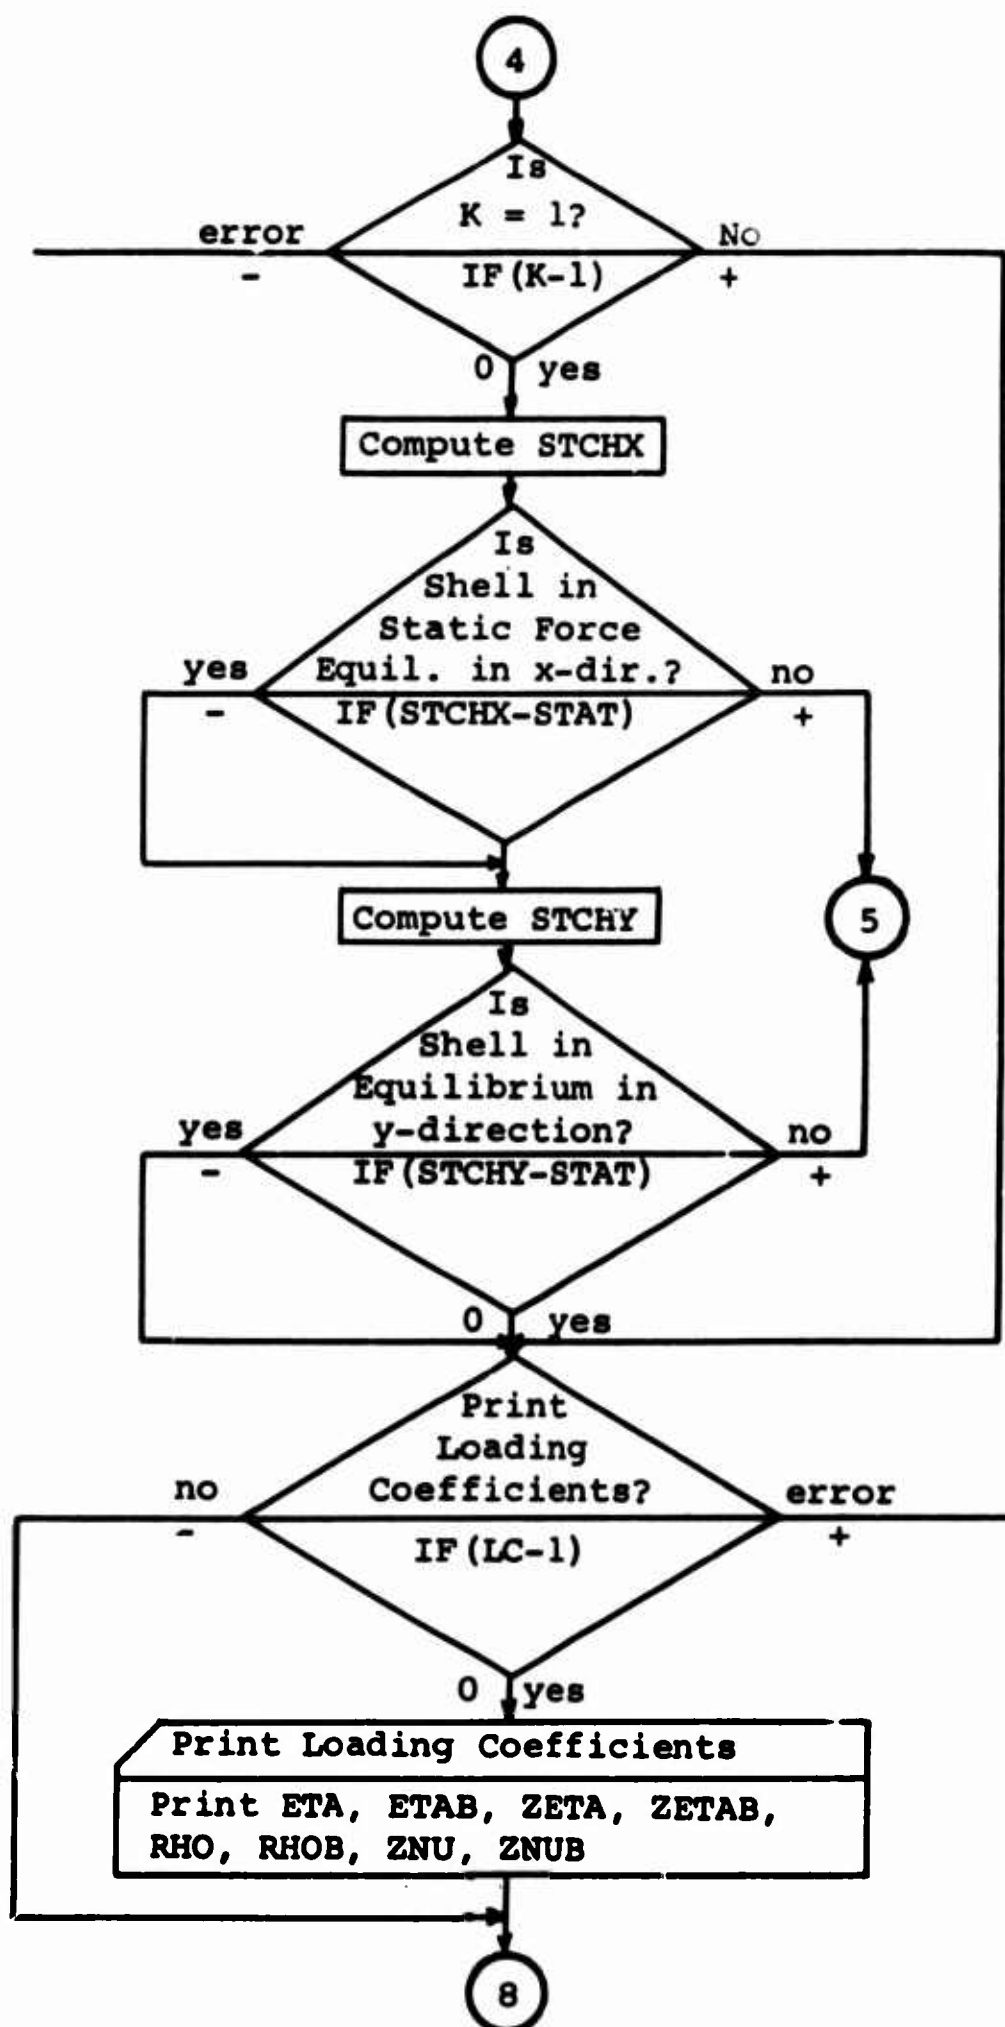 4
Is
K = 1?
error
No
-
IF(K-1)
+
0 yes
Compute STCHX
Is
Shell in
Static Force
Equil. in x-dir.?
yes
no
-
IF(STCHX-STAT)
+
Compute STCHY
5
Is
Shell in
Equilibrium in
y-direction?
yes
no
-
IF(STCHY-STAT)
+
0 yes
Print
Loading
Coefficients?
no
error
-
IF(LC-1)
+
0 yes
Print Loading Coefficients
Print ETA, ETAB, ZETA, ZETAB,
RHO, RHOB, ZNU, ZNUB
8